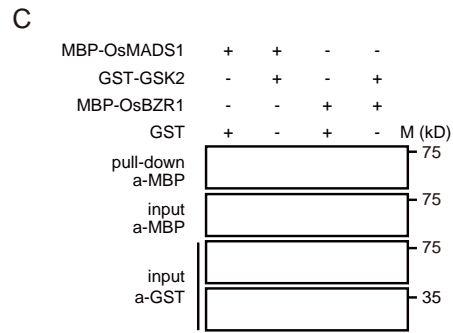 C
MBP-OsMADS1 + + - -
GST-GSK2 - + - +
MBP-OsBZR1 - - + +
GST + - + - M (kD)
pull-down
a-MBP
75
input
a-MBP
75
input
a-GST
75
35